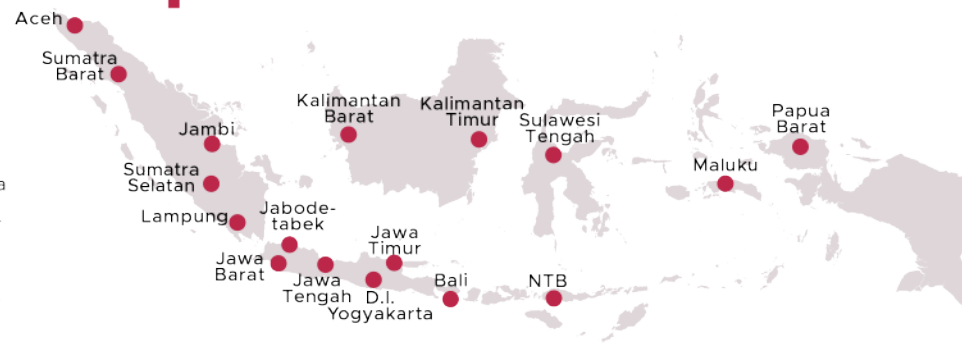 Aceh
Sumatra
Barat
Jambi
Sumatra
Selatan
Lampung
Jabode-
tabek
Jawa
Barat
Jawa
Tengah
D.I.
Yogyakarta
Jawa
Timur
Bali
NTB
Kalimantan
Barat
Kalimantan
Timur
Sulawesi
Tengah
Maluku
Papua
Barat
a